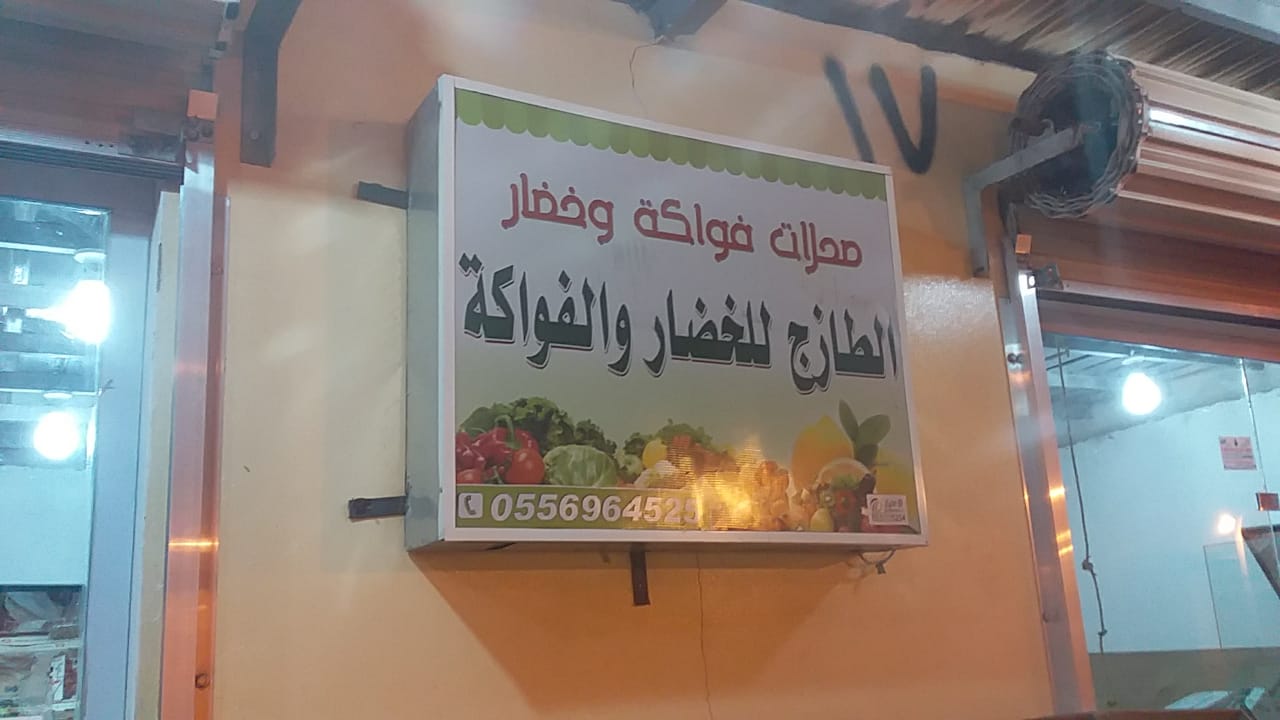 ١٧
محلات فواكة وخضار
الطازج للخضار والفواكة
0556964525